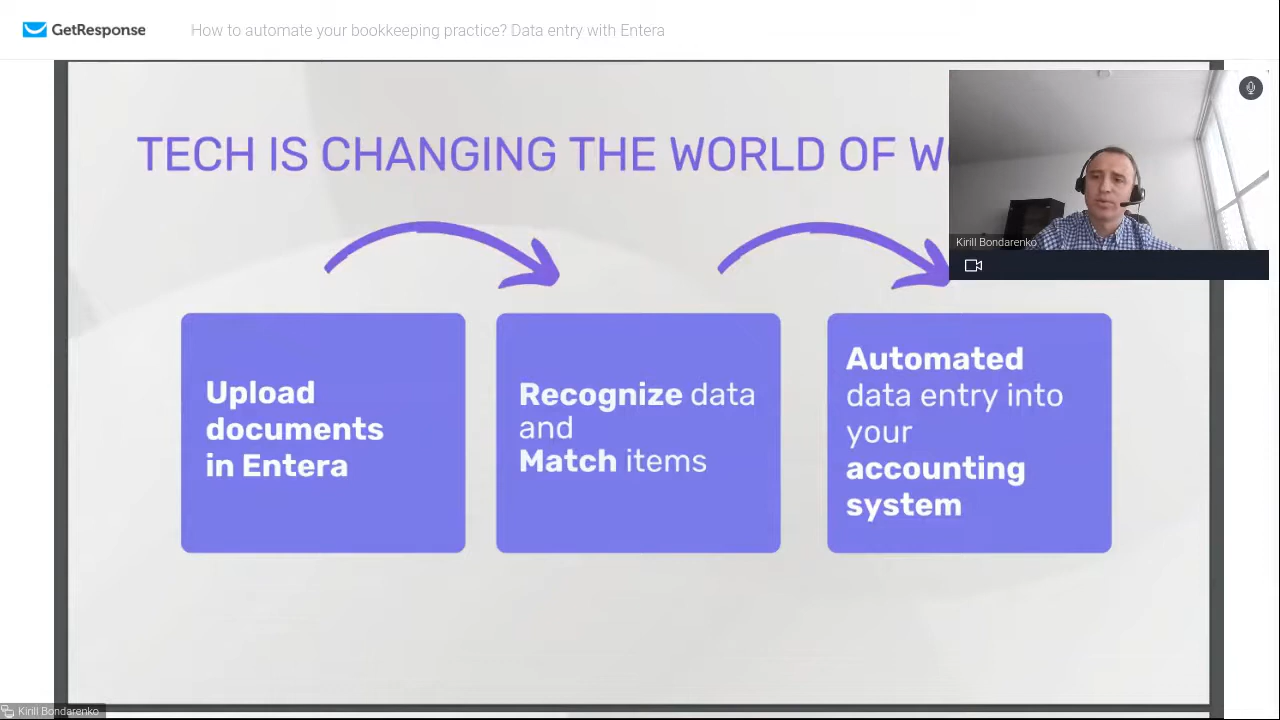 GetResponse
How to automate your bookkeeping practice? Data entry with Entera
TECH IS CHANGING THE WORLD OF
Kirill Bondarenko
Upload
documents
in Entera
Recognize data
and
Match items
Automated
data entry into
your
accounting
system
Kirill Bondarenko